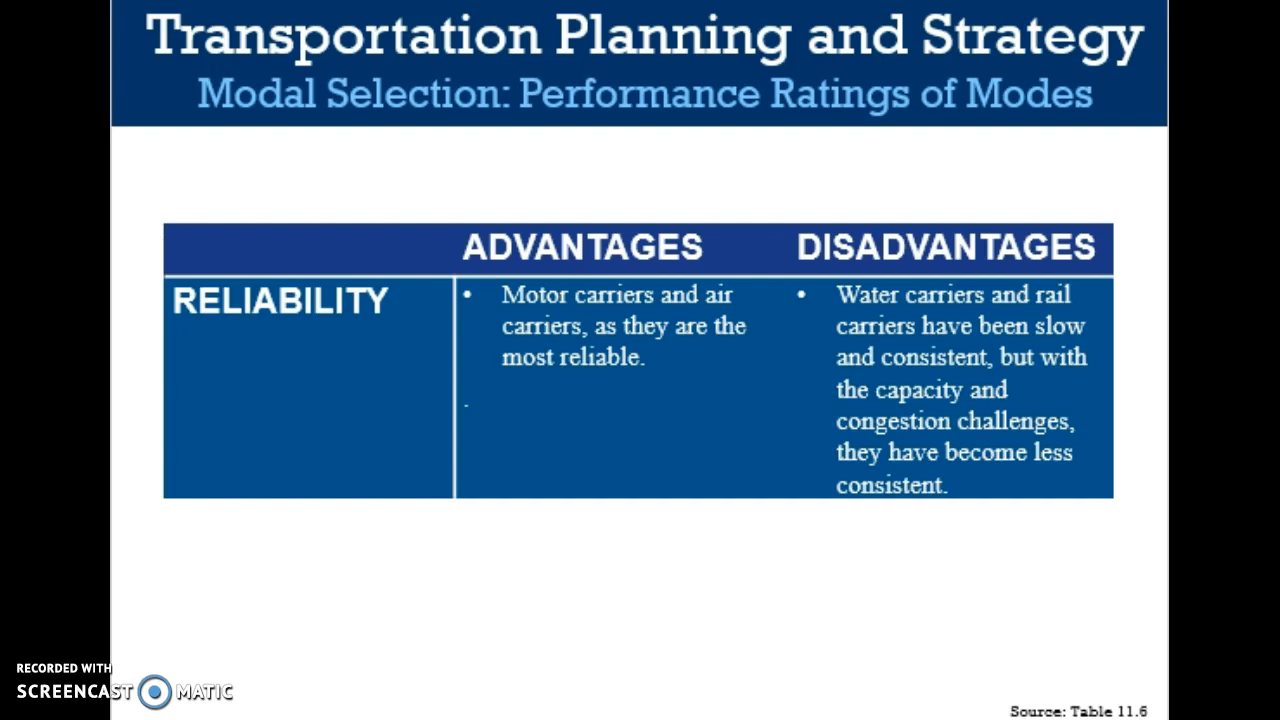 Transportation Planning and Strategy
Modal Selection: Performance Ratings of Modes
ADVANTAGES DISADVANTAGES
RELIABILITY
• Motor carriers and air
carriers, as they are the
most reliable.
.
• Water carriers and rail
carriers have been slow
and consistent, but with
the capacity and
congestion challenges,
they have become less
consistent.
RECORDED WITH
SCREENCAST MATIC
Source: Table 11.6